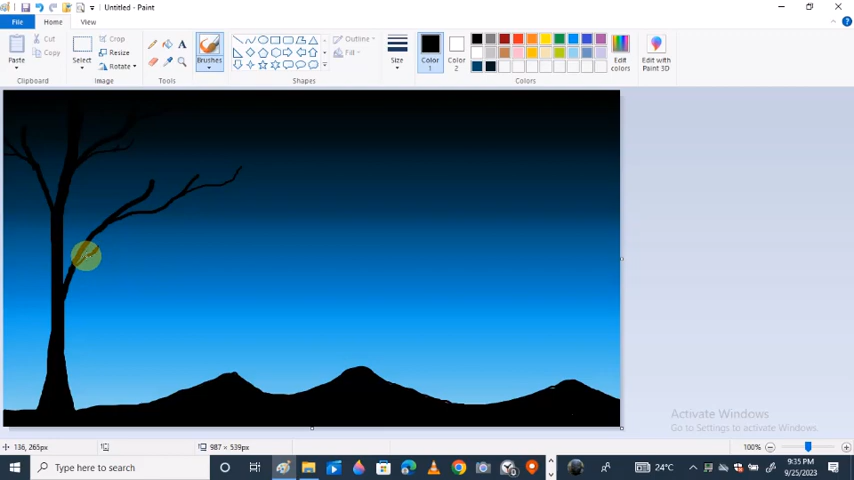 Untitled - Paint
File
Home
View
Paste
Cut
Copy
Clipboard
Select
Crop
Resize
Rotate
Image
A
Tools
Brushes
Outline
Fill
Shapes
Size
Color 1
Color 2
Edit colors
Colors
Edit with Paint 3D
Activate Windows
Go to Settings to activate Windows.
136, 265px
987 × 539px
100%
Type here to search
24°C
9:35 PM
9/25/2023